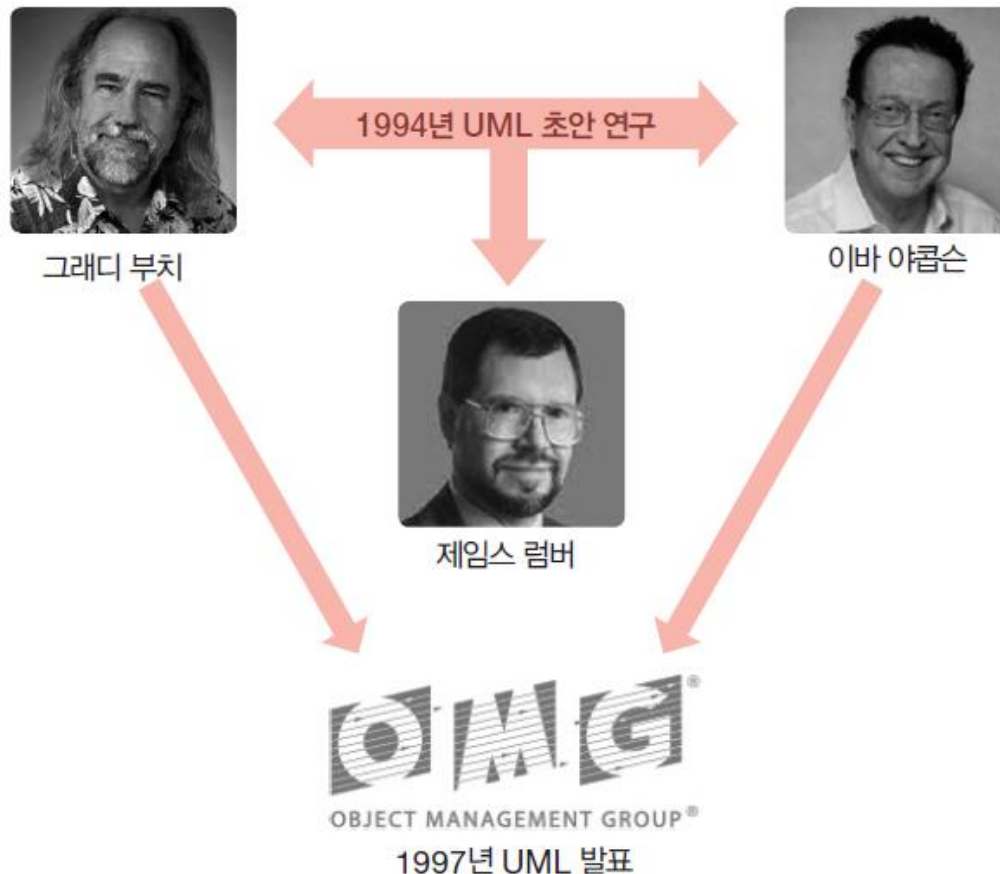 1994년 UML 초안 연구
그래디 부치
이바 야콥슨
제임스 럼버
OMG®
OBJECT MANAGEMENT GROUP®
1997년 UML 발표